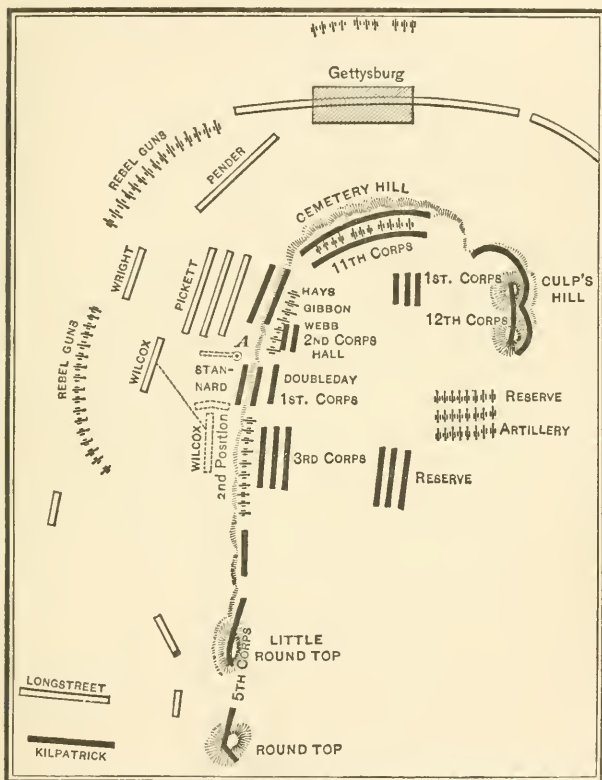 Gettysburg
REBEL GUNS
PENDER
CEMETERY HILL
11TH CORPS
WRIGHT
PICKETT
HAYS
GIBBON
1ST. CORPS
CULP'S
HILL
WEBB
12TH CORPS
2ND CORPS
HALL
A
STAN-
NARD
REBEL GUNS
WILCOX
DOUBLEDAY
1ST. CORPS
RESERVE
ARTILLERY
WILCOX
2nd Position
3RD CORPS
RESERVE
LITTLE
ROUND TOP
5TH CORPS
LONGSTREET
KILPATRICK
ROUND TOP